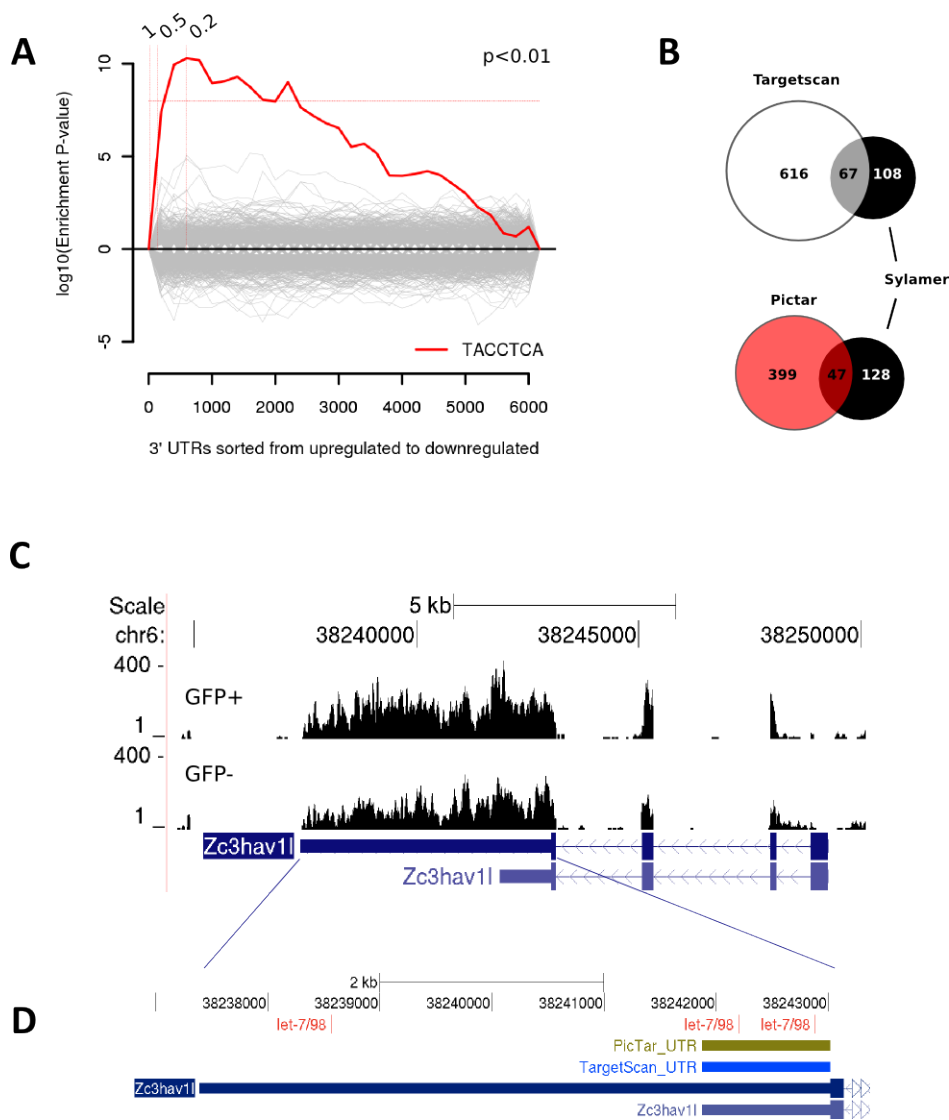 A
1 0.5 0.2
p<0.01
log10(Enrichment P-value)
10
5
0
-5
TACCTCA
0 1000 2000 3000 4000 5000 6000
3' UTRs sorted from upregulated to downregulated
B
Targetscan
616 67 108
Sylamer
Pictar
399 47 128
C
Scale 5 kb
chr6: 38240000 38245000 38250000
400
GFP+
1
400
GFP-
1
Zc3hav1l
Zc3hav1l
D
2 kb
38238000 38239000 38240000 38241000 38242000 38243000
let-7/98 let-7/98 let-7/98
PicTar_UTR
TargetScan_UTR
Zc3hav1l
Zc3hav1l